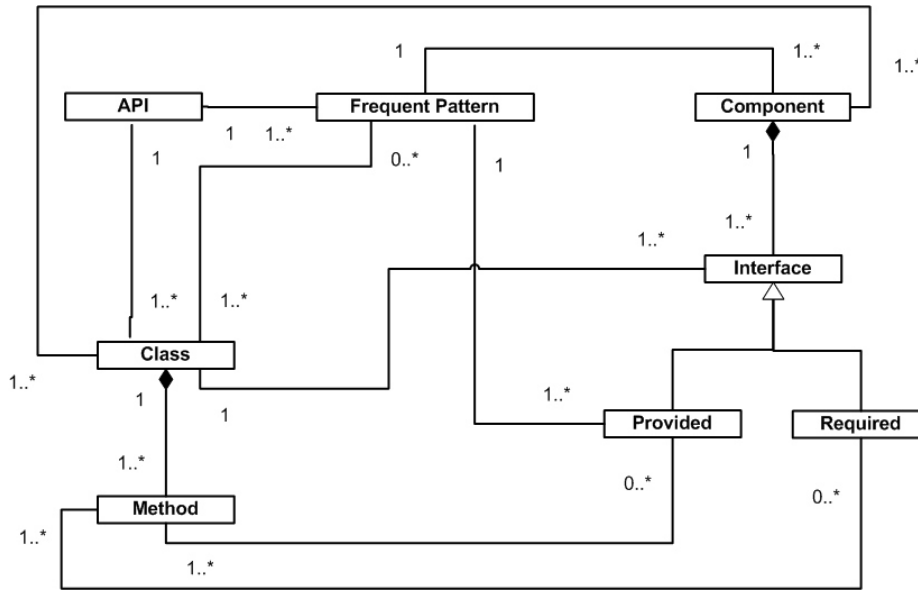 1
1..*
1..*
API
Frequent Pattern
Component
1
1..*
1
0..*
1
1
1..*
1..*
Interface
1..*
1..*
Class
1..*
1
1
1..*
Provided
Required
1..*
0..*
0..*
Method
1..*
1..*